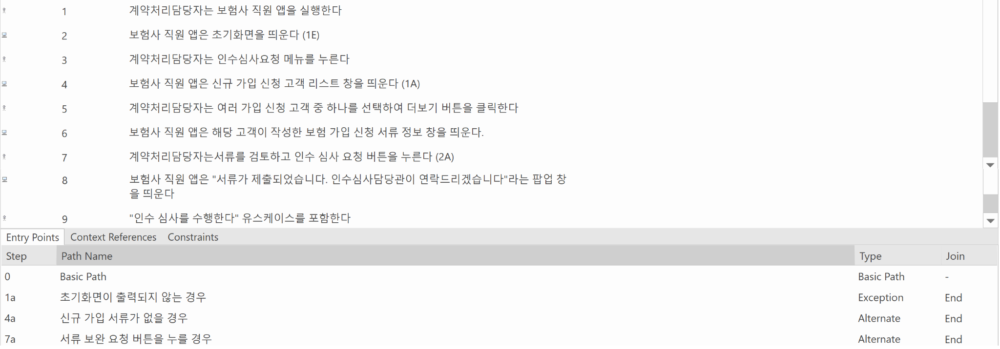 1 계약처리담당자는 보험사 직원 앱을 실행한다
2 보험사 직원 앱은 초기화면을 띄운다 (1E)
3 계약처리담당자는 인수심사요청 메뉴를 누른다
4 보험사 직원 앱은 신규 가입 신청 고객 리스트 창을 띄운다 (1A)
5 계약처리담당자는 여러 가입 신청 고객 중 하나를 선택하여 더보기 버튼을 클릭한다
6 보험사 직원 앱은 해당 고객이 작성한 보험 가입 신청 서류 정보 창을 띄운다.
7 계약처리담당자는서류를 검토하고 인수 심사 요청 버튼을 누른다 (2A)
8 보험사 직원 앱은 "서류가 제출되었습니다. 인수심사담당관이 연락드리겠습니다"라는 팝업 창
을 띄운다
9 "인수 심사를 수행한다" 유스케이스를 포함한다
Entry Points Context References Constraints
Step Path Name Type Join
0 Basic Path Basic Path -
1a 초기화면이 출력되지 않는 경우 Exception End
4a 신규 가입 서류가 없을 경우 Alternate End
7a 서류 보완 요청 버튼을 누를 경우 Alternate End